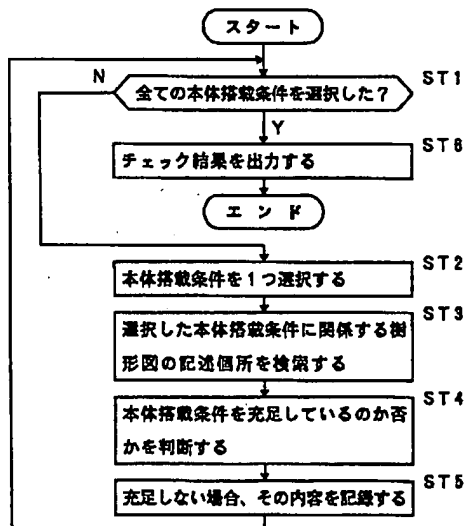 スタート
N
全ての本体搭載条件を選択した？
ST1
Y
チェック結果を出力する
ST6
エンド
本体搭載条件を１つ選択する
ST2
選択した本体搭載条件に関係する樹
形図の記述個所を検索する
ST3
本体搭載条件を充足しているのか否
かを判断する
ST4
充足しない場合、その内容を記録する
ST5